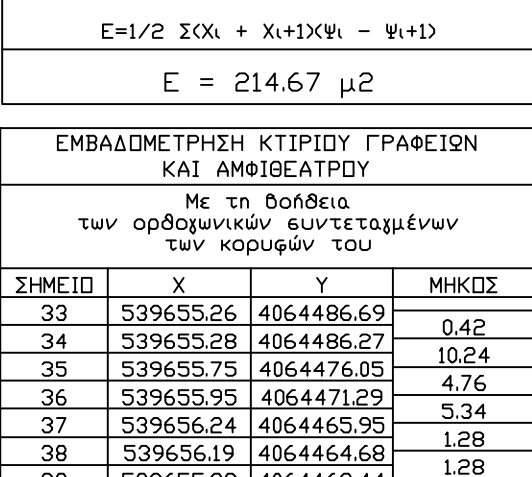 E=1/2 Σ(Χι + Χι+1)(Ψι - Ψι+1)
E = 214.67 μ2
ΕΜΒΑΔΟΜΕΤΡΗΣΗ ΚΤΙΡΙΟΥ ΓΡΑΦΕΙΩΝ
ΚΑΙ ΑΜΦΙΘΕΑΤΡΟΥ
Με τη βοήθεια
των ορθογωνικών συντεταγμένων
των κορυφών του
ΣΗΜΕΙΟ X Y ΜΗΚΟΣ
33 539655.26 4064486.69
0.42
34 539655.28 4064486.27
10.24
35 539655.75 4064476.05
4.76
36 539655.95 4064471.29
5.34
37 539656.24 4064465.95
1.28
38 539656.19 4064464.68
1.28